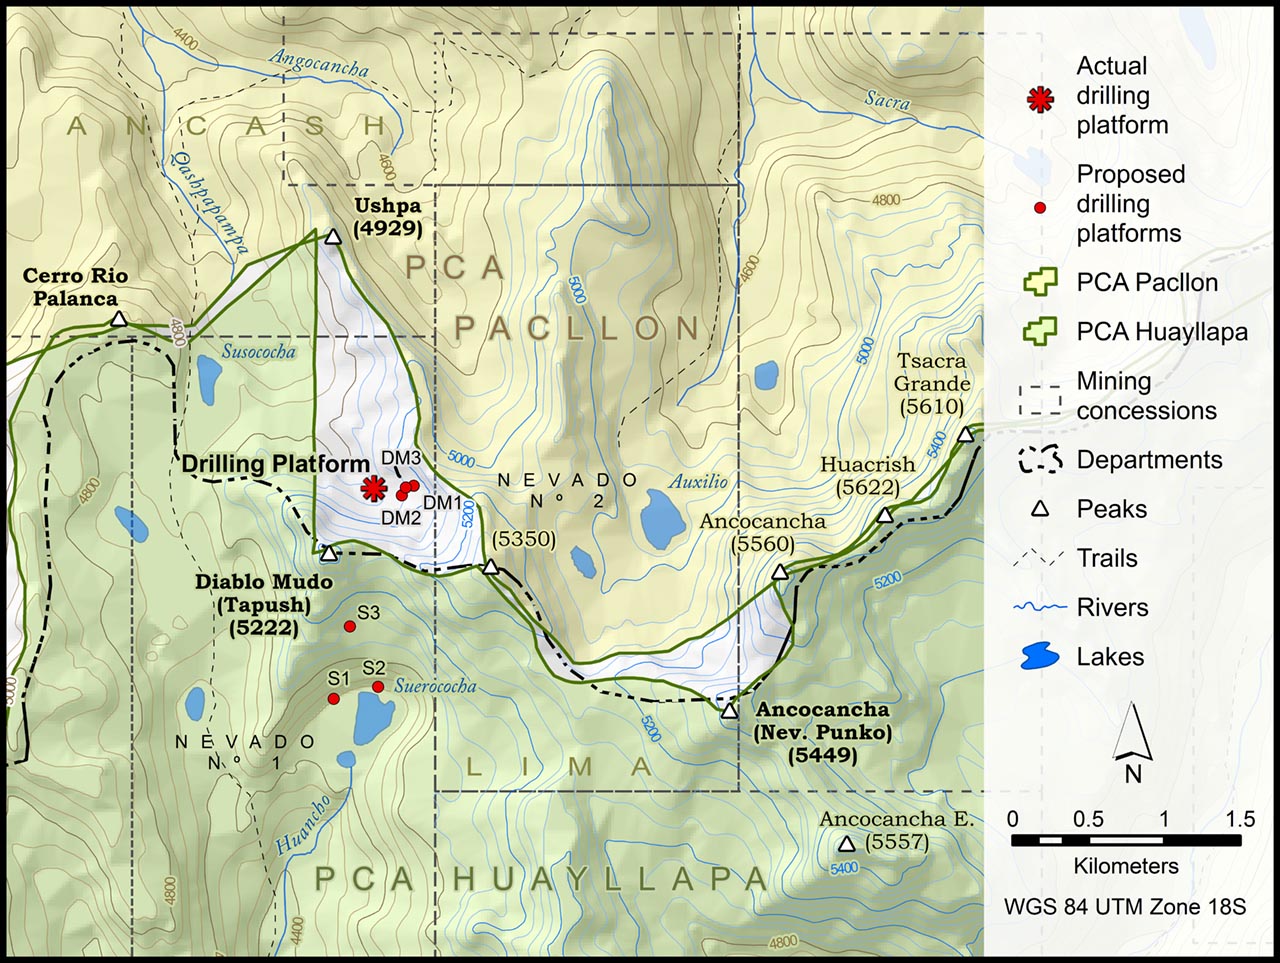 4400
Angocancha
ANCASH
Qashpapampa
4600
Sacra
4800
Ushpa
(4929)
PCA
PACLLON
Cerro Rio
Palanca
4800
Susococha
5000
4600
5000
Tsacra
Grande
(5610)
5400
Drilling Platform
DM3
DM1
DM2
5000
5200
NEVADO
Nº 2
Auxilio
Huacrish
(5622)
Ancocancha
(5560)
(5350)
5200
4800
Diablo Mudo
(Tapush)
(5222)
S3
S2
S1
Suerococha
5000
NEVADO
Nº 1
Ancocancha
(Nev. Punko)
(5449)
5200
LIMA
Huancho
Ancocancha E.
(5557)
5400
PCA HUAYLLAPA
4800
4400
4800
Actual
drilling
platform
Proposed
drilling
platforms
PCA Pacllon
PCA Huayllapa
Mining
concessions
Departments
Peaks
Trails
Rivers
Lakes
N
0 0.5 1 1.5
Kilometers
WGS 84 UTM Zone 18S